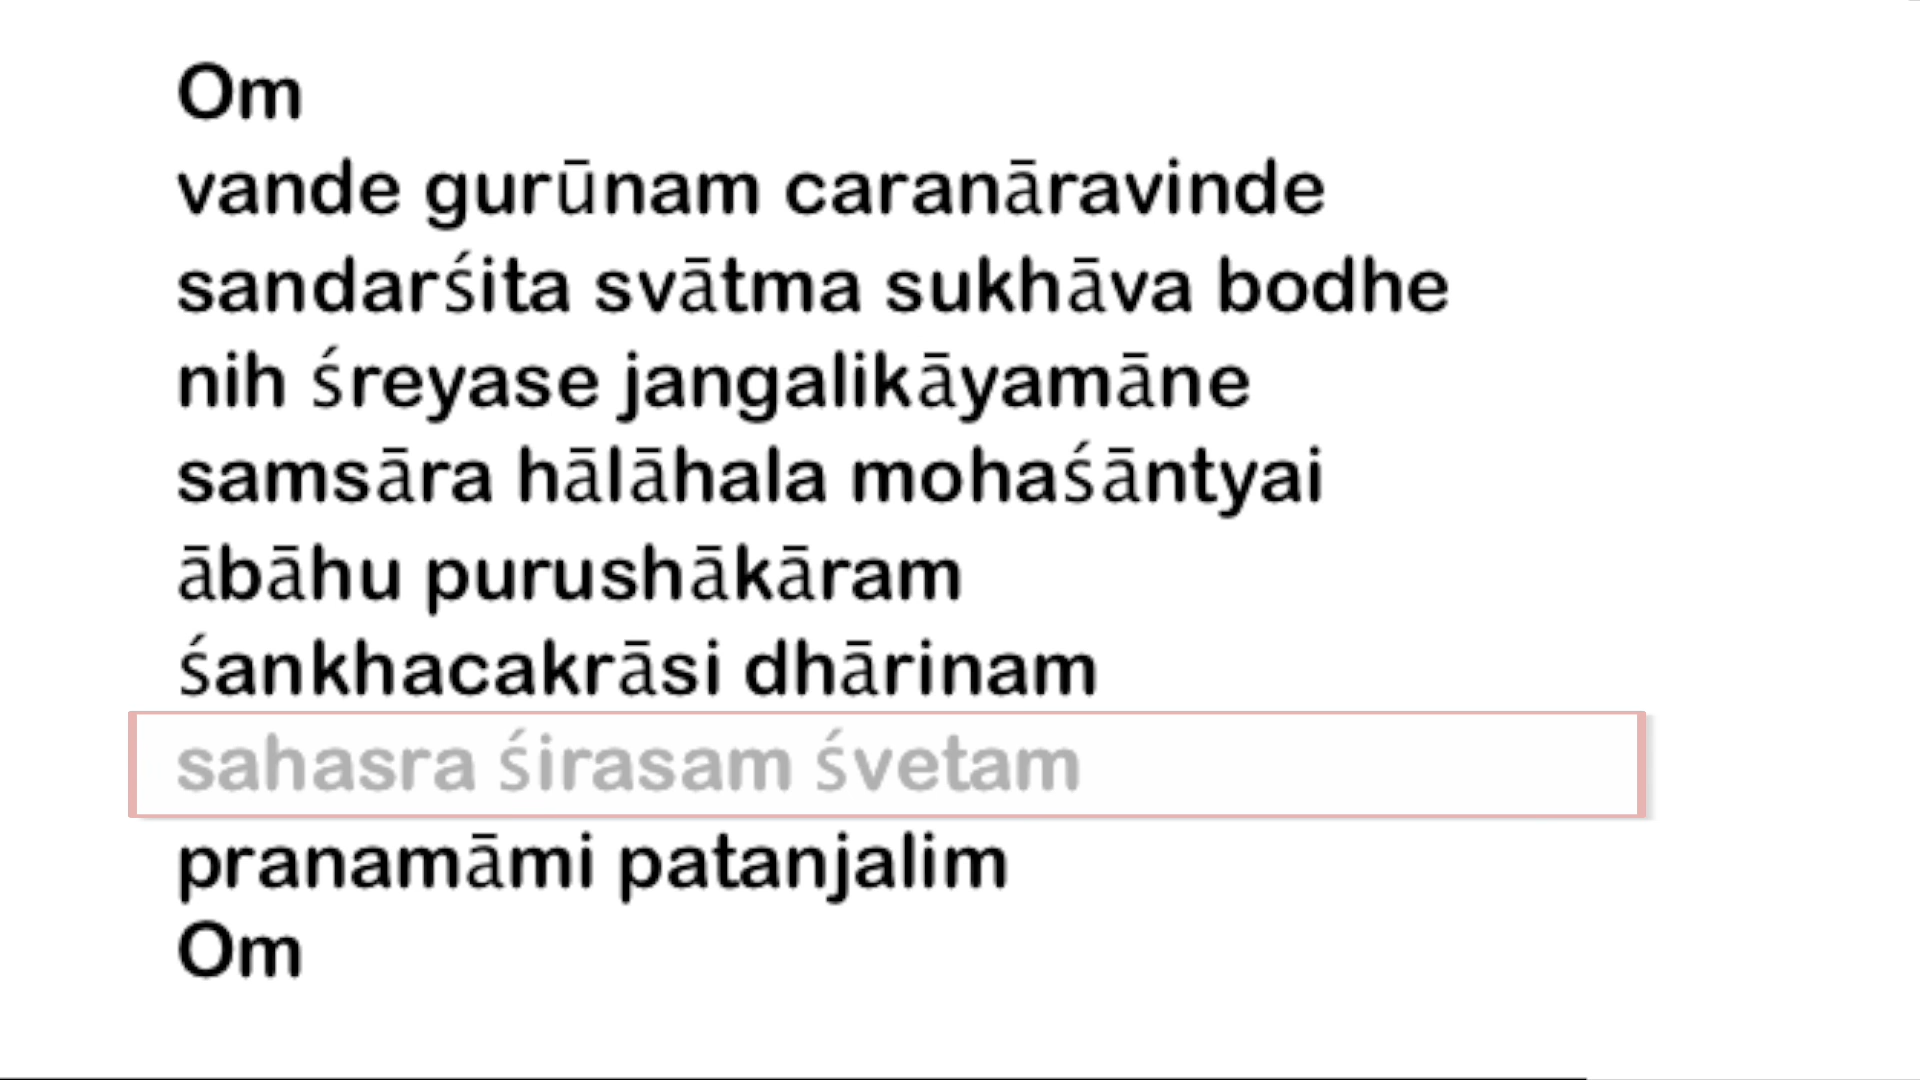 Om
vande gurūnam caranāravinde
sandarśita svātma sukhāva bodhe
nih śreyase jangalikāyamāne
samsāra hālāhala mohaśāntyai
ābāhu purushākāram
śankhacakrāsi dhārinam
sahasra śirasam śvetam
pranamāmi patanjalim
Om